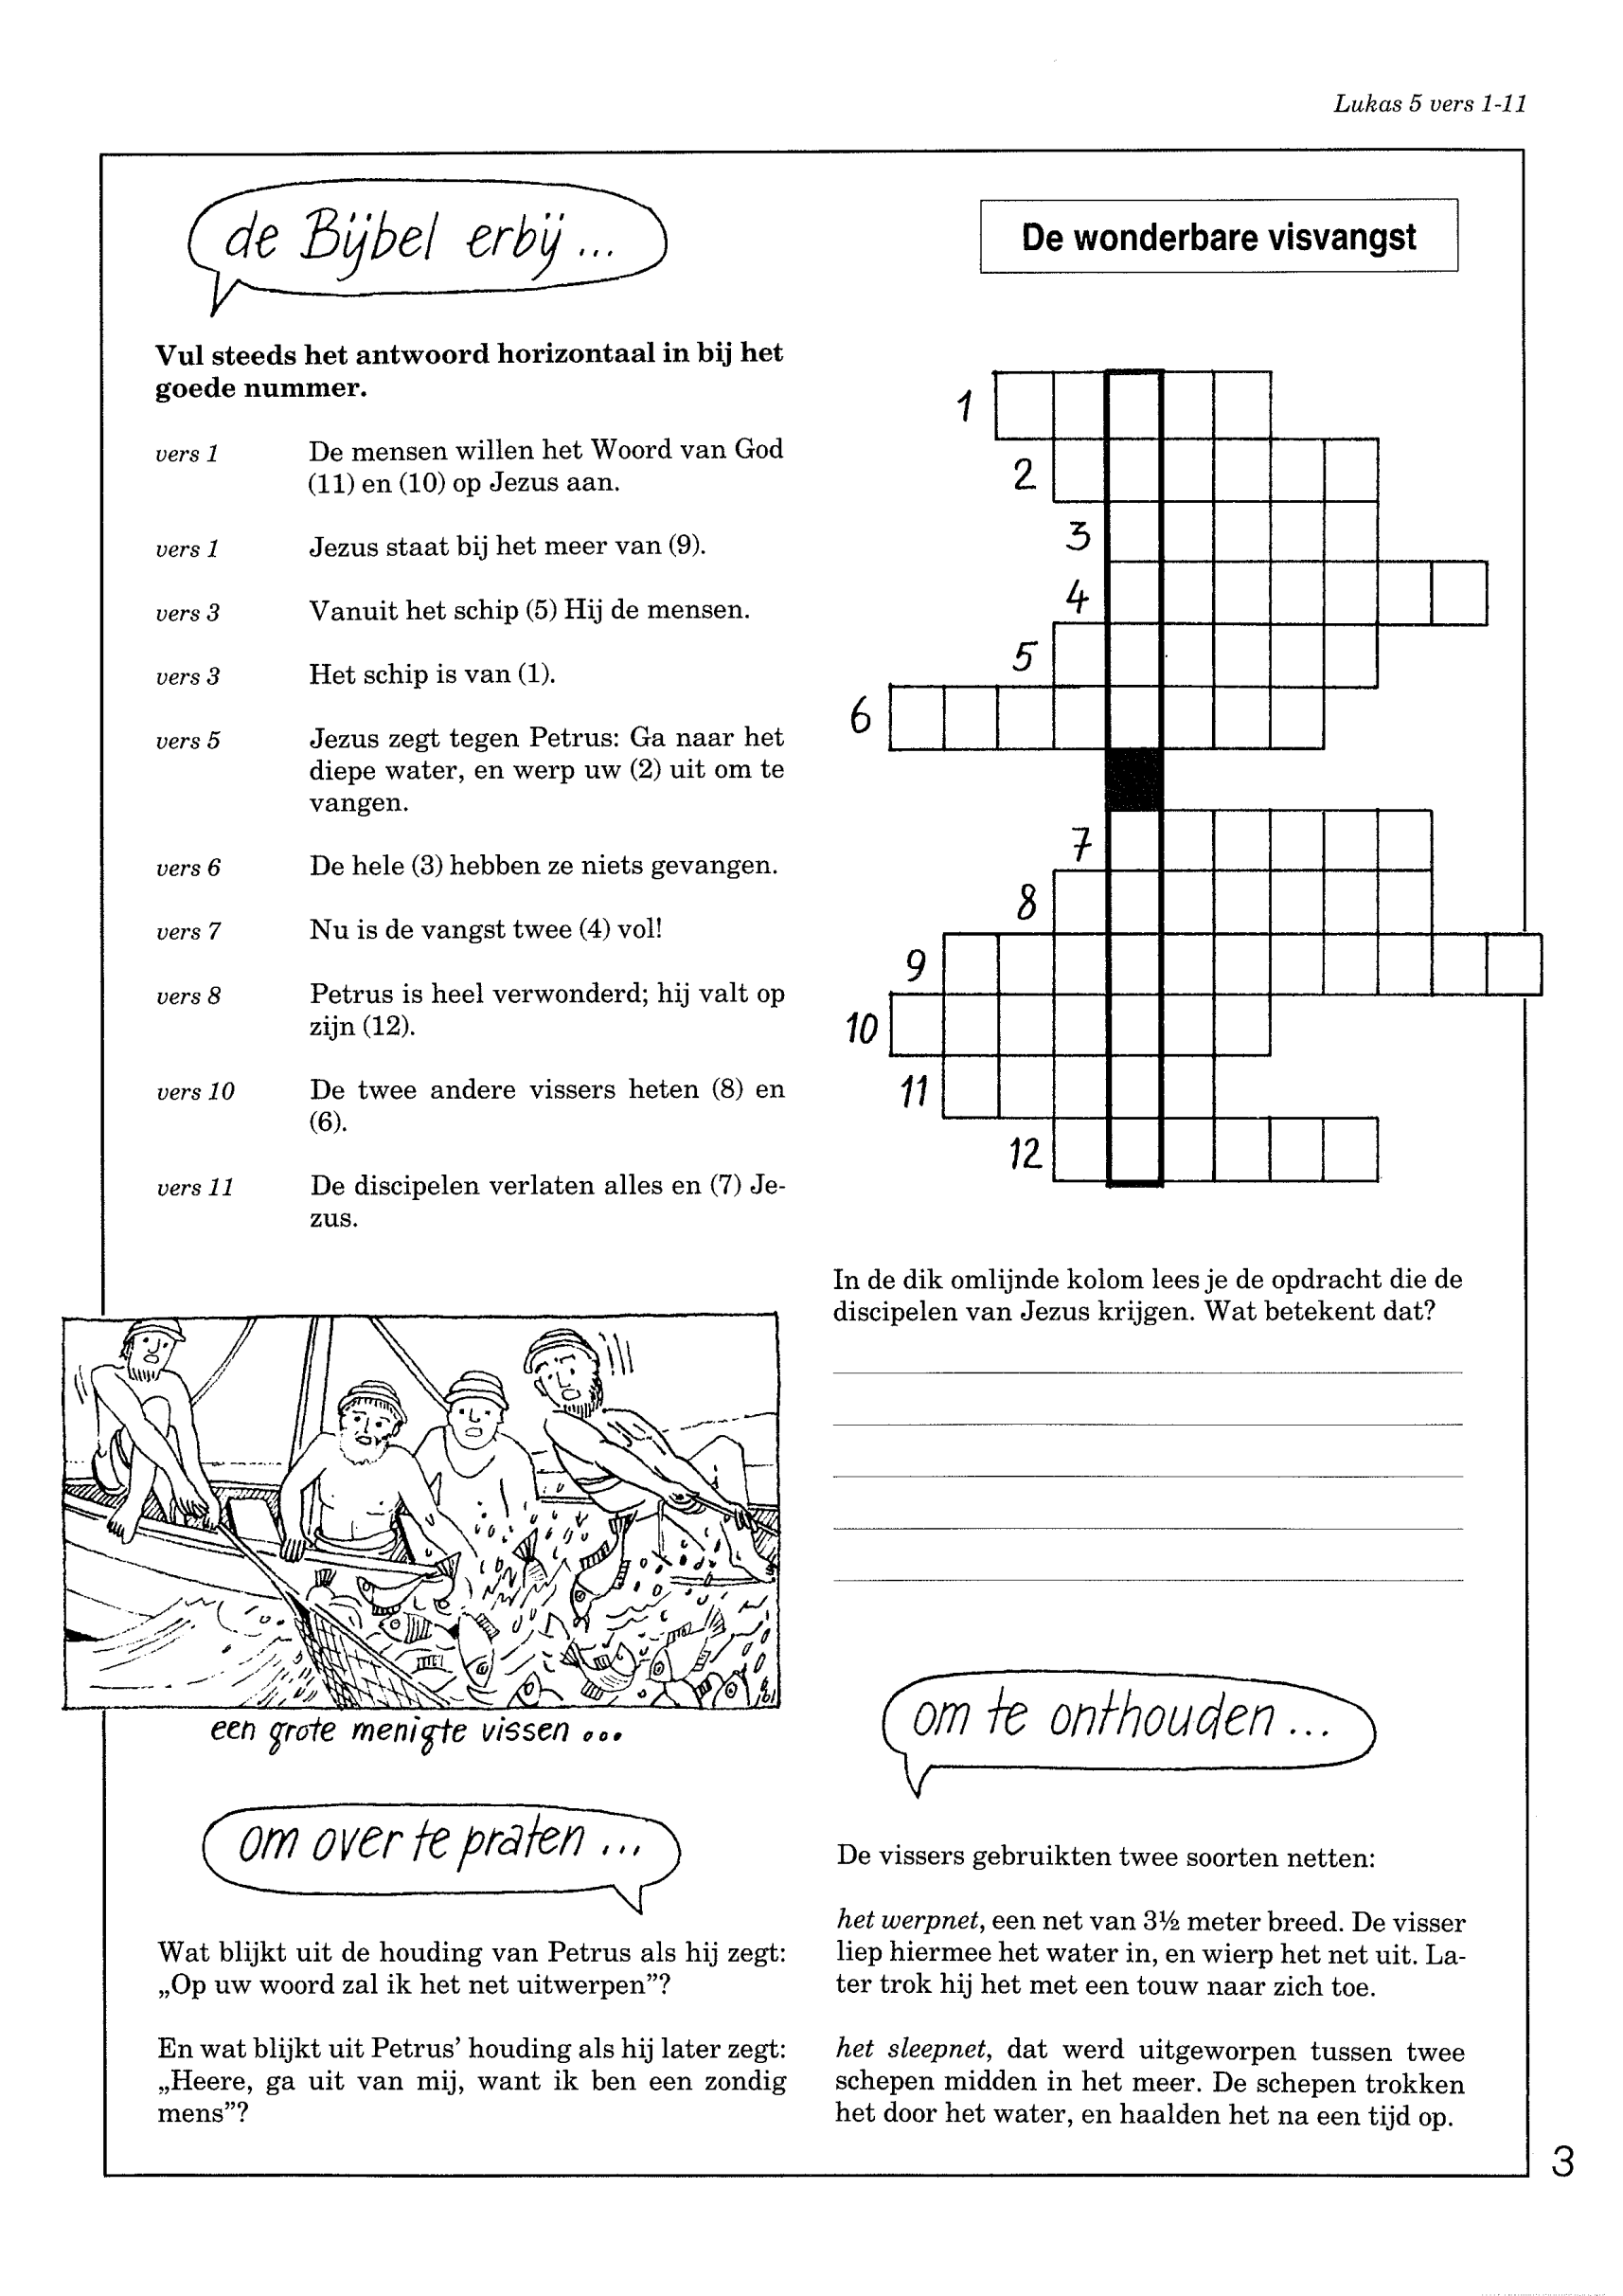 Lukas 5 vers 1-11
de Bijbel erbij...
De wonderbare visvangst
Vul steeds het antwoord horizontaal in bij het
goede nummer.
vers 1 De mensen willen het Woord van God
(11) en (10) op Jezus aan.
vers 1 Jezus staat bij het meer van (9).
vers 3 Vanuit het schip (5) Hij de mensen.
vers 3 Het schip is van (1).
vers 5 Jezus zegt tegen Petrus: Ga naar het
diepe water, en werp uw (2) uit om te
vangen.
vers 6 De hele (3) hebben ze niets gevangen.
vers 7 Nu is de vangst twee (4) vol!
vers 8 Petrus is heel verwonderd; hij valt op
zijn (12).
vers 10 De twee andere vissers heten (8) en
(6).
vers 11 De discipelen verlaten alles en (7) Je-
zus.
1
2
3
4
5
6
7
8
9
10
11
12
In de dik omlijnde kolom lees je de opdracht die de
discipelen van Jezus krijgen. Wat betekent dat?
een grote menigte vissen ...
om over te praten ...
Wat blijkt uit de houding van Petrus als hij zegt:
„Op uw woord zal ik het net uitwerpen”?
En wat blijkt uit Petrus’ houding als hij later zegt:
„Heere, ga uit van mij, want ik ben een zondig
mens”?
om te onthouden ...
De vissers gebruikten twee soorten netten:
het werpnet, een net van 3½ meter breed. De visser
liep hiermee het water in, en wierp het net uit. La-
ter trok hij het met een touw naar zich toe.
het sleepnet, dat werd uitgeworpen tussen twee
schepen midden in het meer. De schepen trokken
het door het water, en haalden het na een tijd op.
3